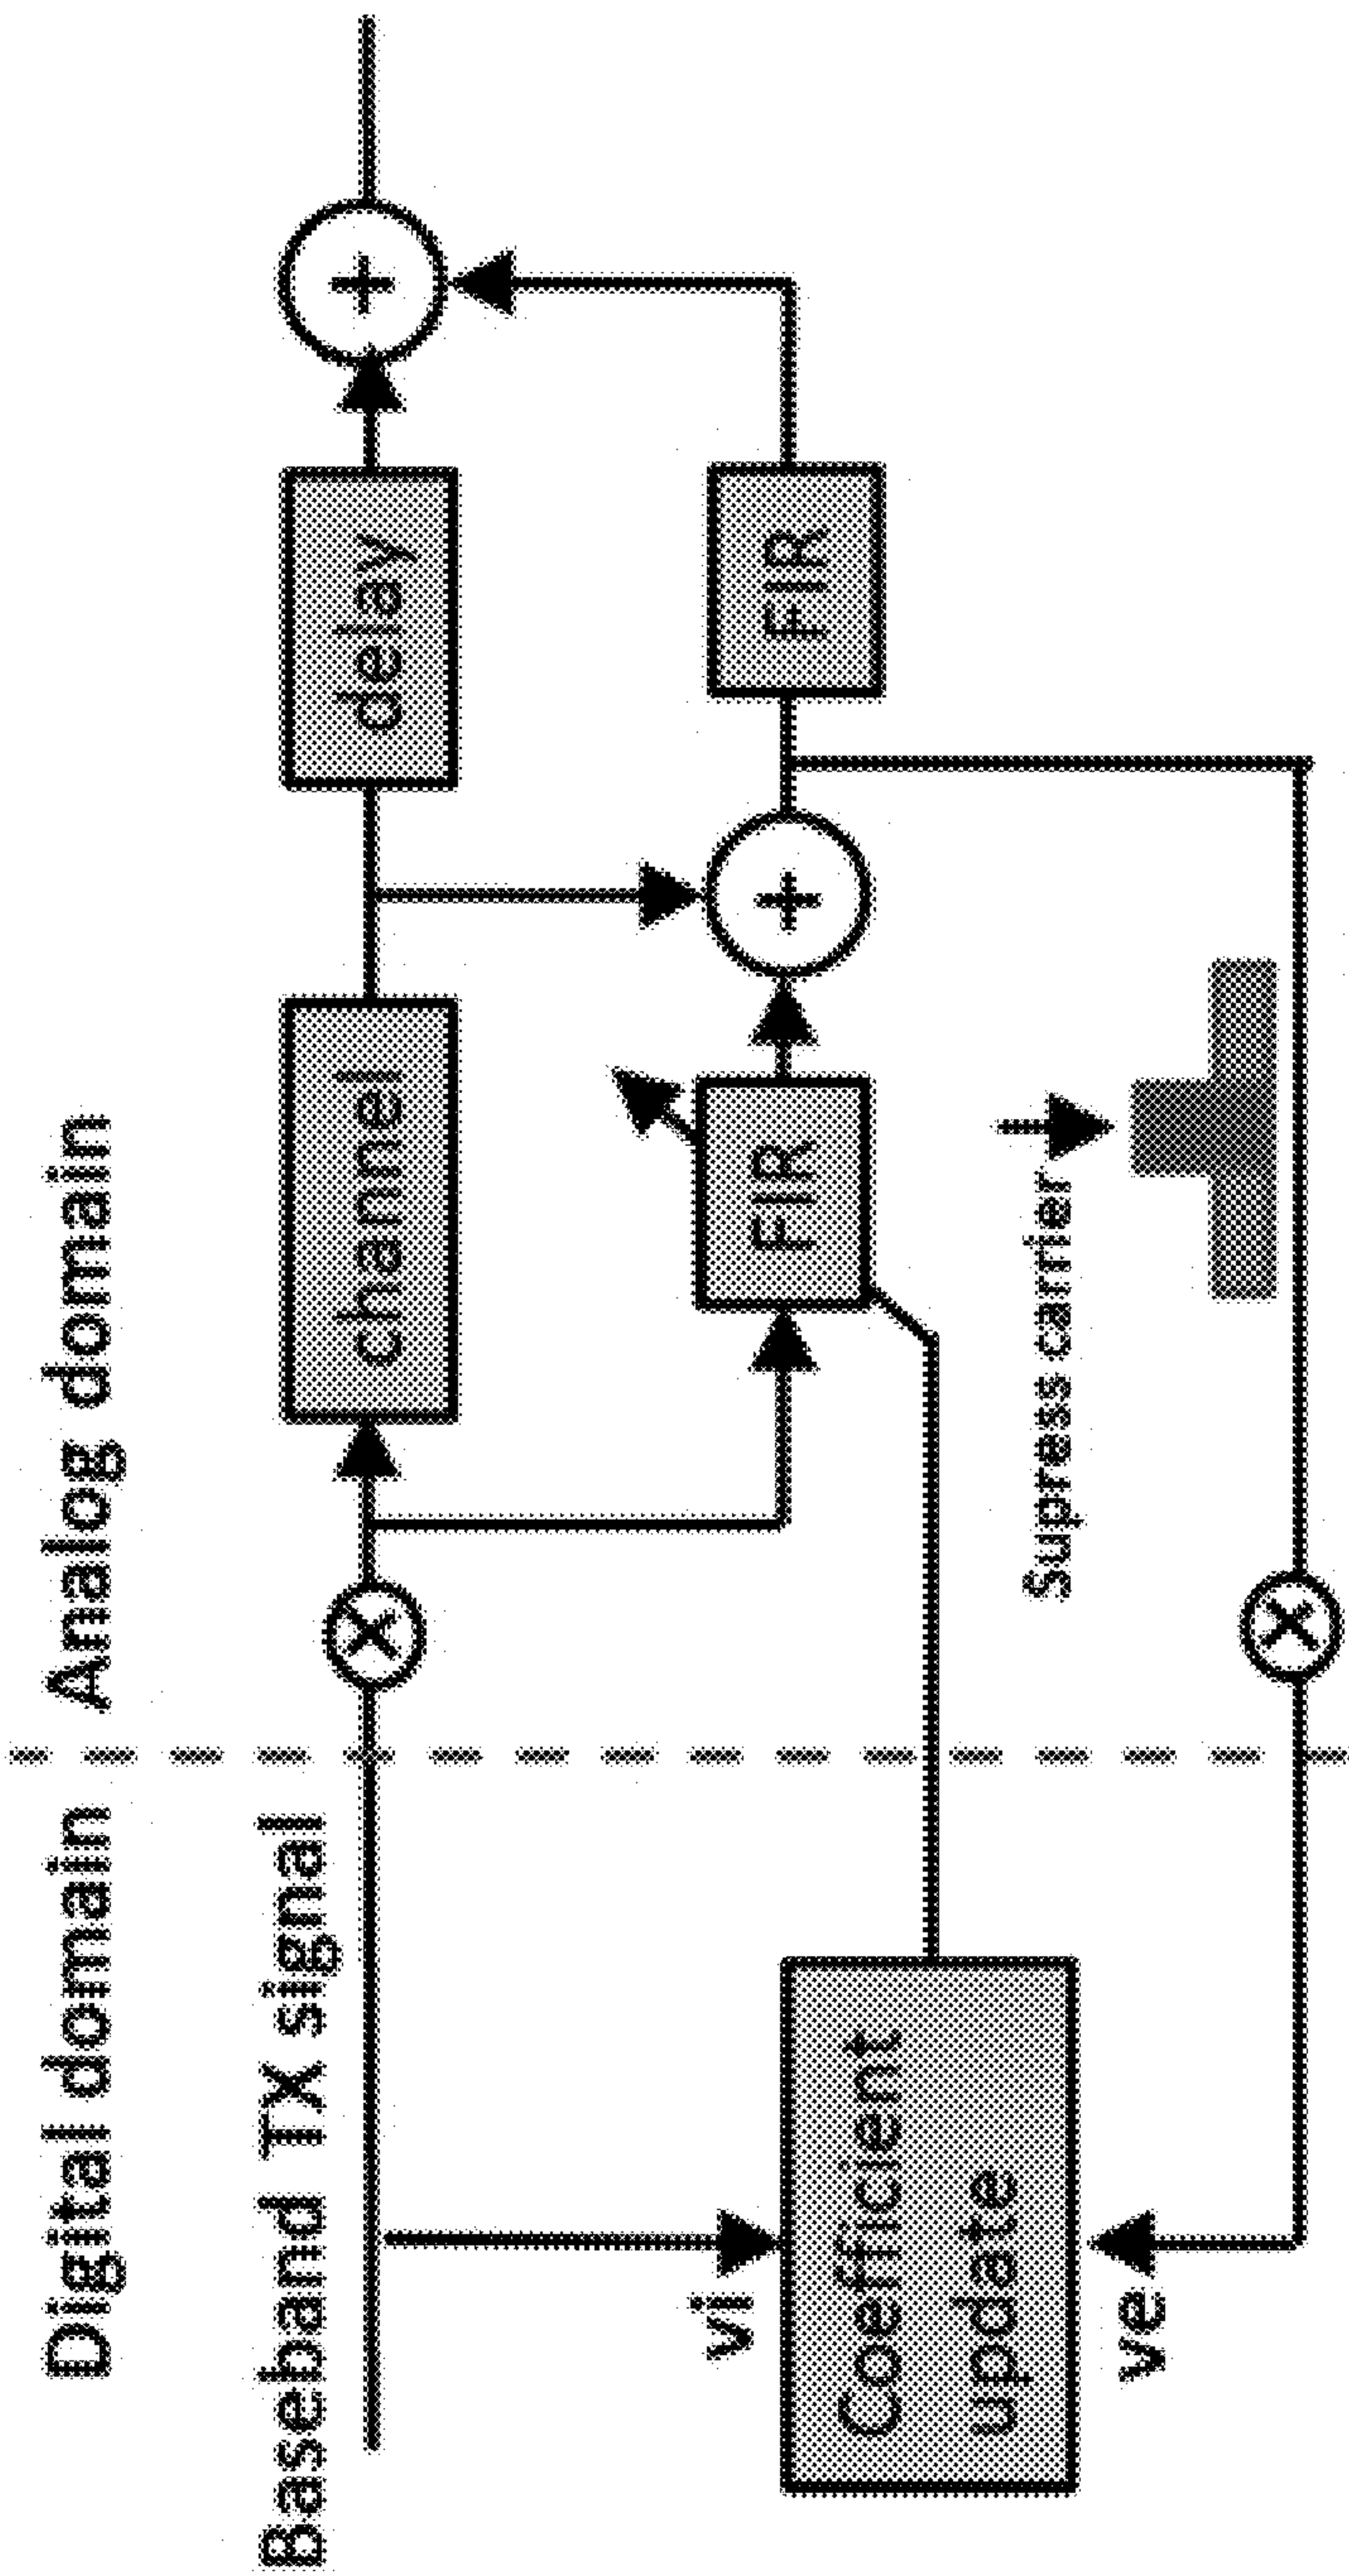 Digital domain
Analog domain
Baseband TX signal
channel
delay
vi
FIR
+
+
FIR
Coefficient
update
ve
Supress carrier
X
X